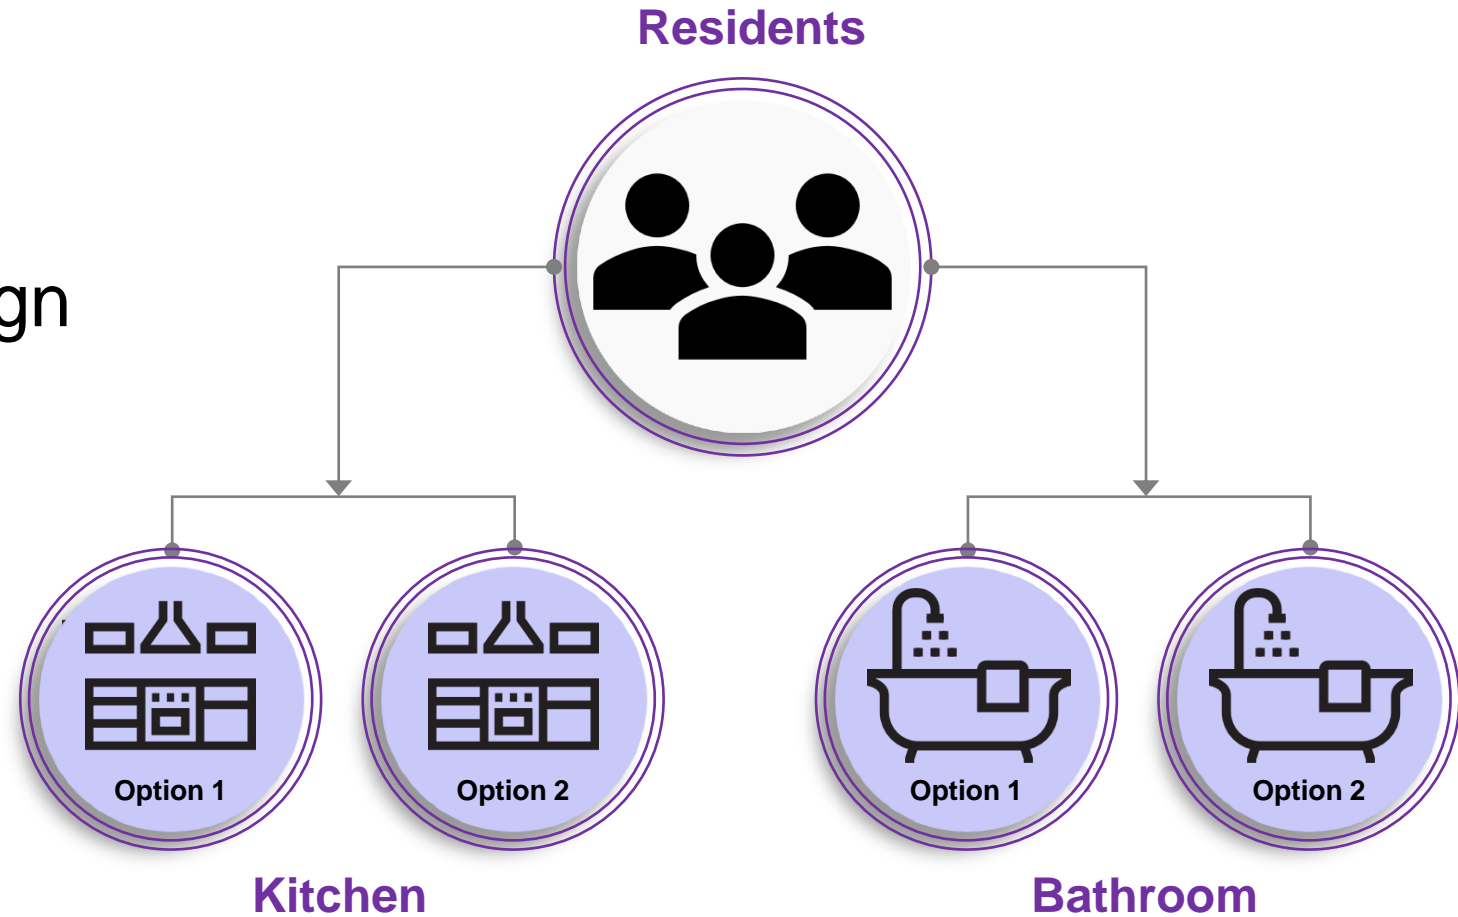 Residents
gn
Option 1
Option 2
Option 1
Option 2
Kitchen
Bathroom